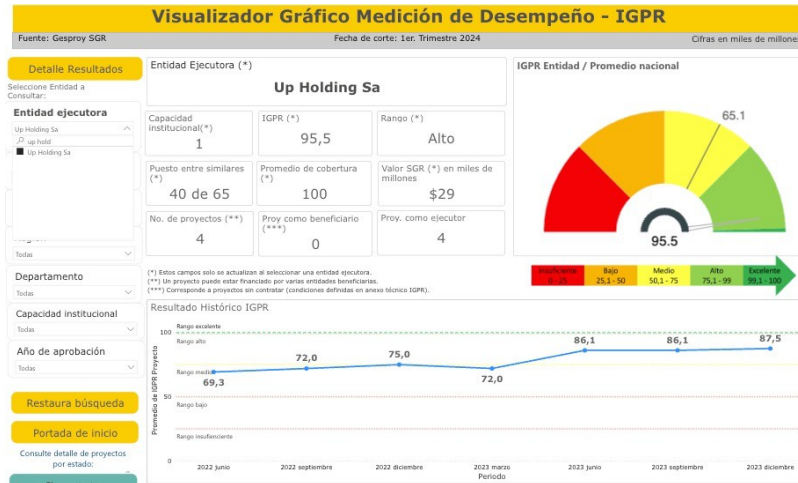 Visualizador Gráfico Medición de Desempeño - IGPR
Fuente: Gesproy SGR
Fecha de corte: 1er. Trimestre 2024
Cifras en miles de millones
Detalle Resultados
Seleccione Entidad a
Consultar:
Entidad ejecutora
Up Holding Sa
up hold
Up Holding Sa
Todas
Departamento
Todas
Capacidad institucional
Todas
Año de aprobación
Todas
Restaura búsqueda
Portada de inicio
Consulte detalle de proyectos
por estado:
Entidad Ejecutora (*)
Up Holding Sa
Capacidad
institucional(*)
1
IGPR (*)
95,5
Rango (*)
Alto
Puesto entre similares
(*)
40 de 65
Promedio de cobertura
(*)
100
Valor SGR (*) en miles de
millones
$29
No. de proyectos (**)
4
Proy como beneficiario
(***)
0
Proy. como ejecutor
4
(*) Estos campos solo se actualizan al seleccionar una entidad ejecutora.
(**) Un proyecto puede estar financiado por varias entidades beneficiarias.
(***) Corresponde a proyectos sin contratar (condiciones definidas en anexo técnico IGPR).
IGPR Entidad / Promedio nacional
65.1
95.5
Insuficiente
0 - 25
Bajo
25,1 - 50
Medio
50,1 - 75
Alto
75,1 - 99
Excelente
99,1 - 100
Resultado Histórico IGPR
Promedio de IGPR Proyecto
100
50
0
Rango excelente
Rango alto
Rango medio
Rango bajo
Rango insuficiente
69,3
72,0
75,0
72,0
86,1
86,1
87,5
2022 junio
2022 septiembre
2022 diciembre
2023 marzo
2023 junio
2023 septiembre
2023 diciembre
Periodo